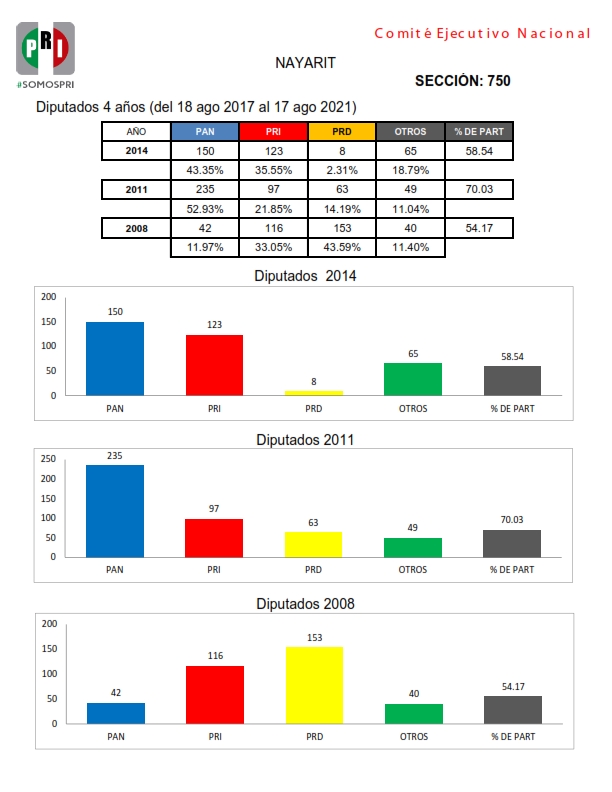 Comité Ejecutivo Nacional
PRI
#SOMOSPRI
NAYARIT
SECCIÓN: 750
Diputados 4 años (del 18 ago 2017 al 17 ago 2021)
AÑO PAN PRI PRD OTROS % DE PART
2014 150 123 8 65 58.54
43.35% 35.55% 2.31% 18.79%
2011 235 97 63 49 70.03
52.93% 21.85% 14.19% 11.04%
2008 42 116 153 40 54.17
11.97% 33.05% 43.59% 11.40%
Diputados 2014
200
150
100
50
0
150 123 8 65 58.54
PAN PRI PRD OTROS % DE PART
Diputados 2011
250
200
150
100
50
0
235 97 63 49 70.03
PAN PRI PRD OTROS % DE PART
Diputados 2008
200
150
100
50
0
42 116 153 40 54.17
PAN PRI PRD OTROS % DE PART